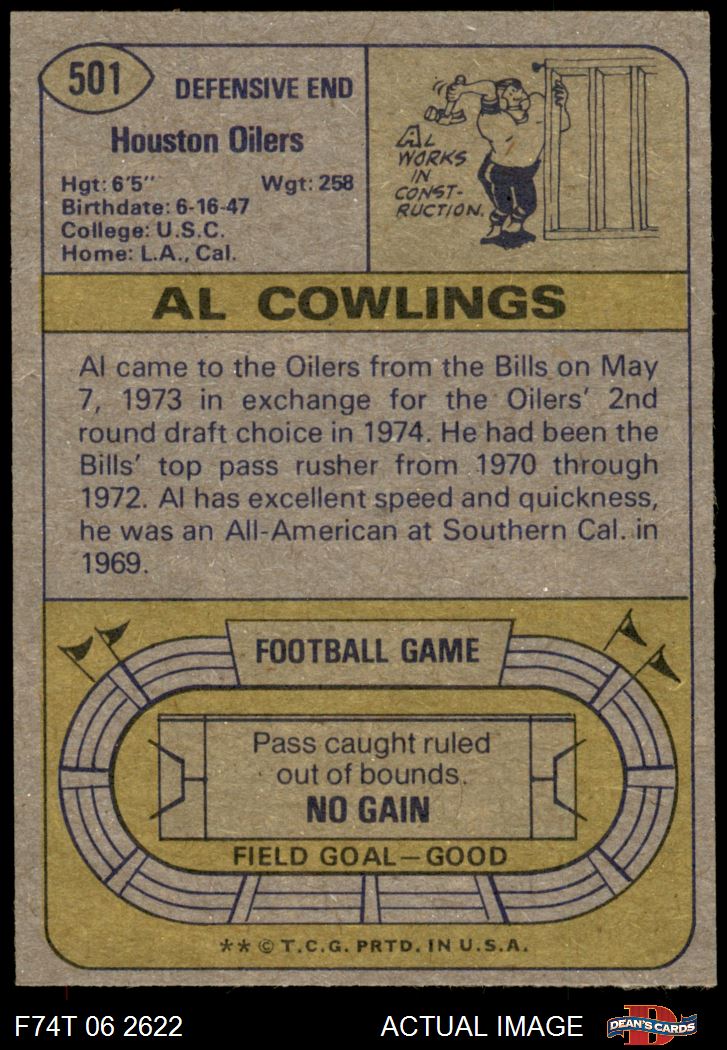 501
DEFENSIVE END
Houston Oilers
Hgt: 6'5" Wgt: 258
Birthdate: 6-16-47
College: U.S.C.
Home: L.A., Cal.
AL
WORKS
IN
CONST-
RUCTION.
AL COWLINGS
Al came to the Oilers from the Bills on May
7, 1973 in exchange for the Oilers' 2nd
round draft choice in 1974. He had been the
Bills' top pass rusher from 1970 through
1972. Al has excellent speed and quickness,
he was an All-American at Southern Cal. in
1969.
FOOTBALL GAME
Pass caught ruled
out of bounds.
NO GAIN
FIELD GOAL—GOOD
** © T.C.G. PRTD. IN U.S.A.
F74T 06 2622 ACTUAL IMAGE
D
DEAN'S CARDS